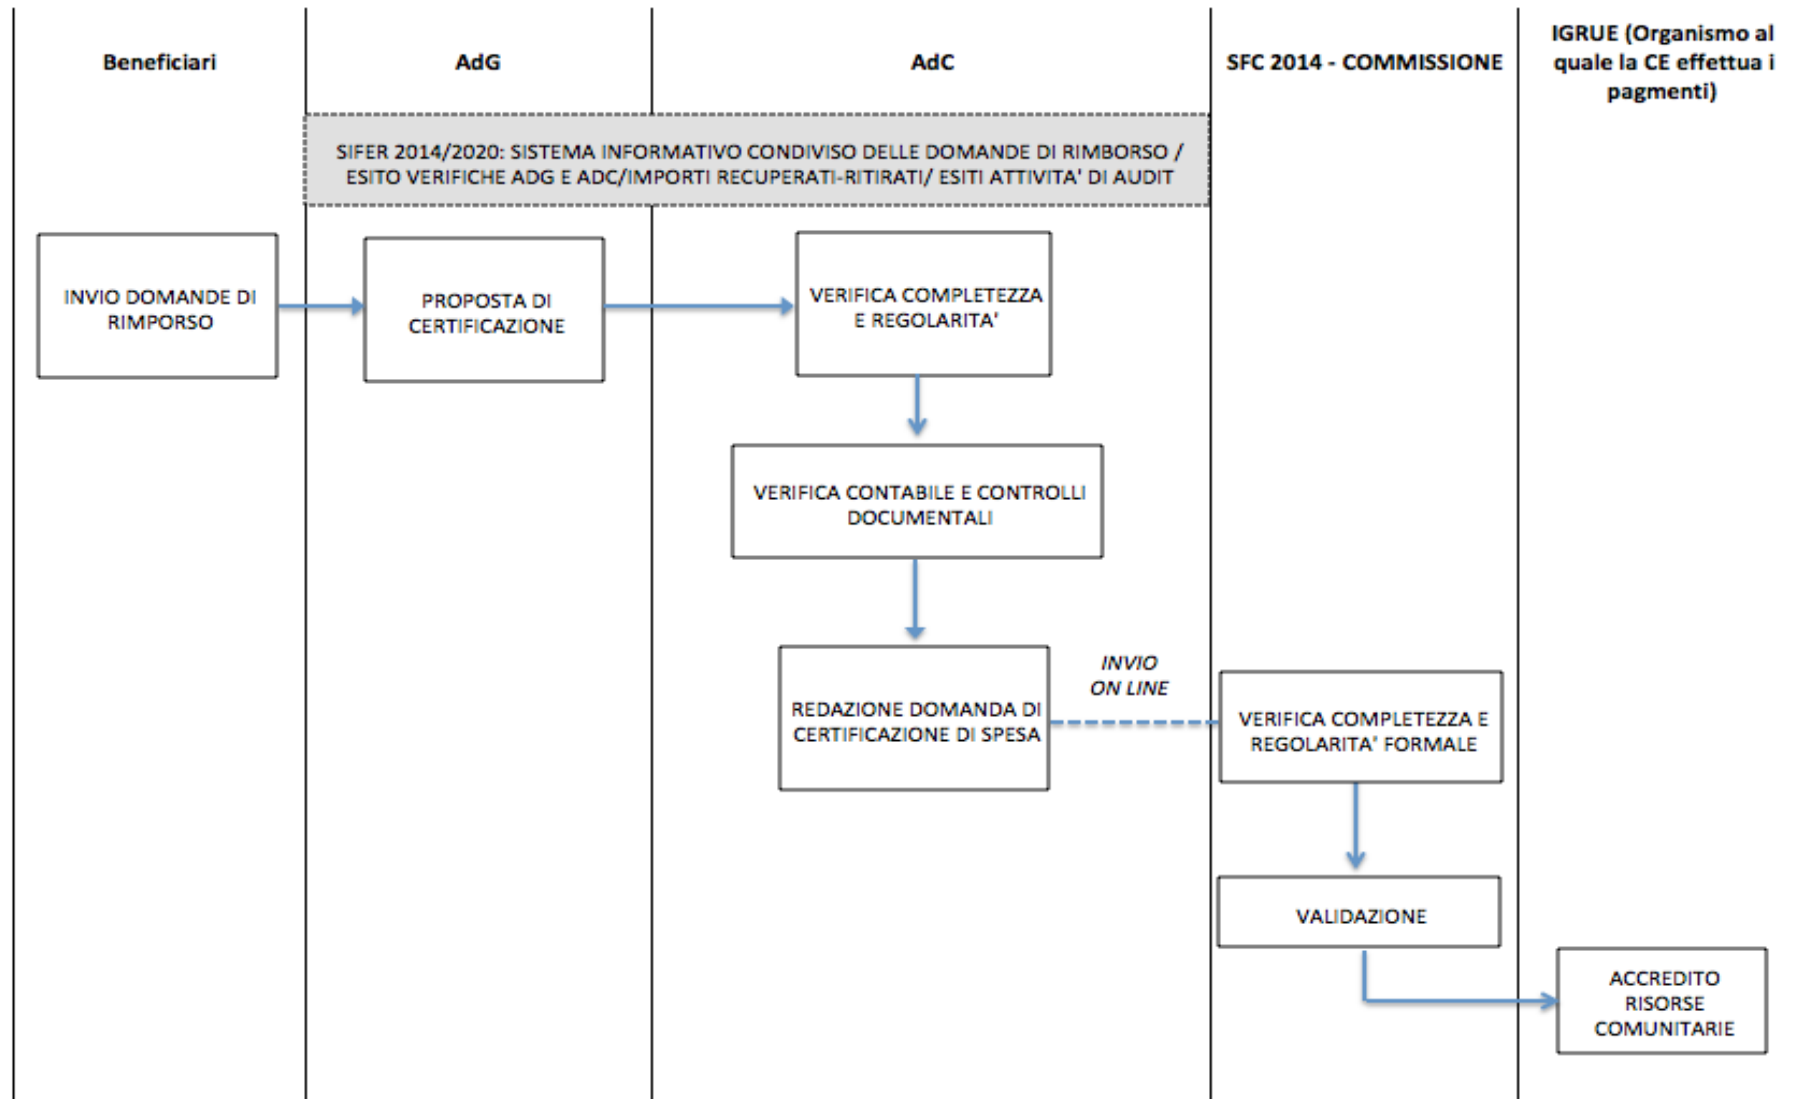 Beneficiari
AdG
AdC
SFC 2014 - COMMISSIONE
IGRUE (Organismo al
quale la CE effettua i
pagmenti)
SIFER 2014/2020: SISTEMA INFORMATIVO CONDIVISO DELLE DOMANDE DI RIMBORSO /
ESITO VERIFICHE ADG E ADC/IMPORTI RECUPERATI-RITIRATI/ ESITI ATTIVITA' DI AUDIT
INVIO DOMANDE DI
RIMPORSO
PROPOSTA DI
CERTIFICAZIONE
VERIFICA COMPLETEZZA
E REGOLARITA'
VERIFICA CONTABILE E CONTROLLI
DOCUMENTALI
REDAZIONE DOMANDA DI
CERTIFICAZIONE DI SPESA
INVIO
ON LINE
VERIFICA COMPLETEZZA E
REGOLARITA' FORMALE
VALIDAZIONE
ACCREDITO
RISORSE
COMUNITARIE